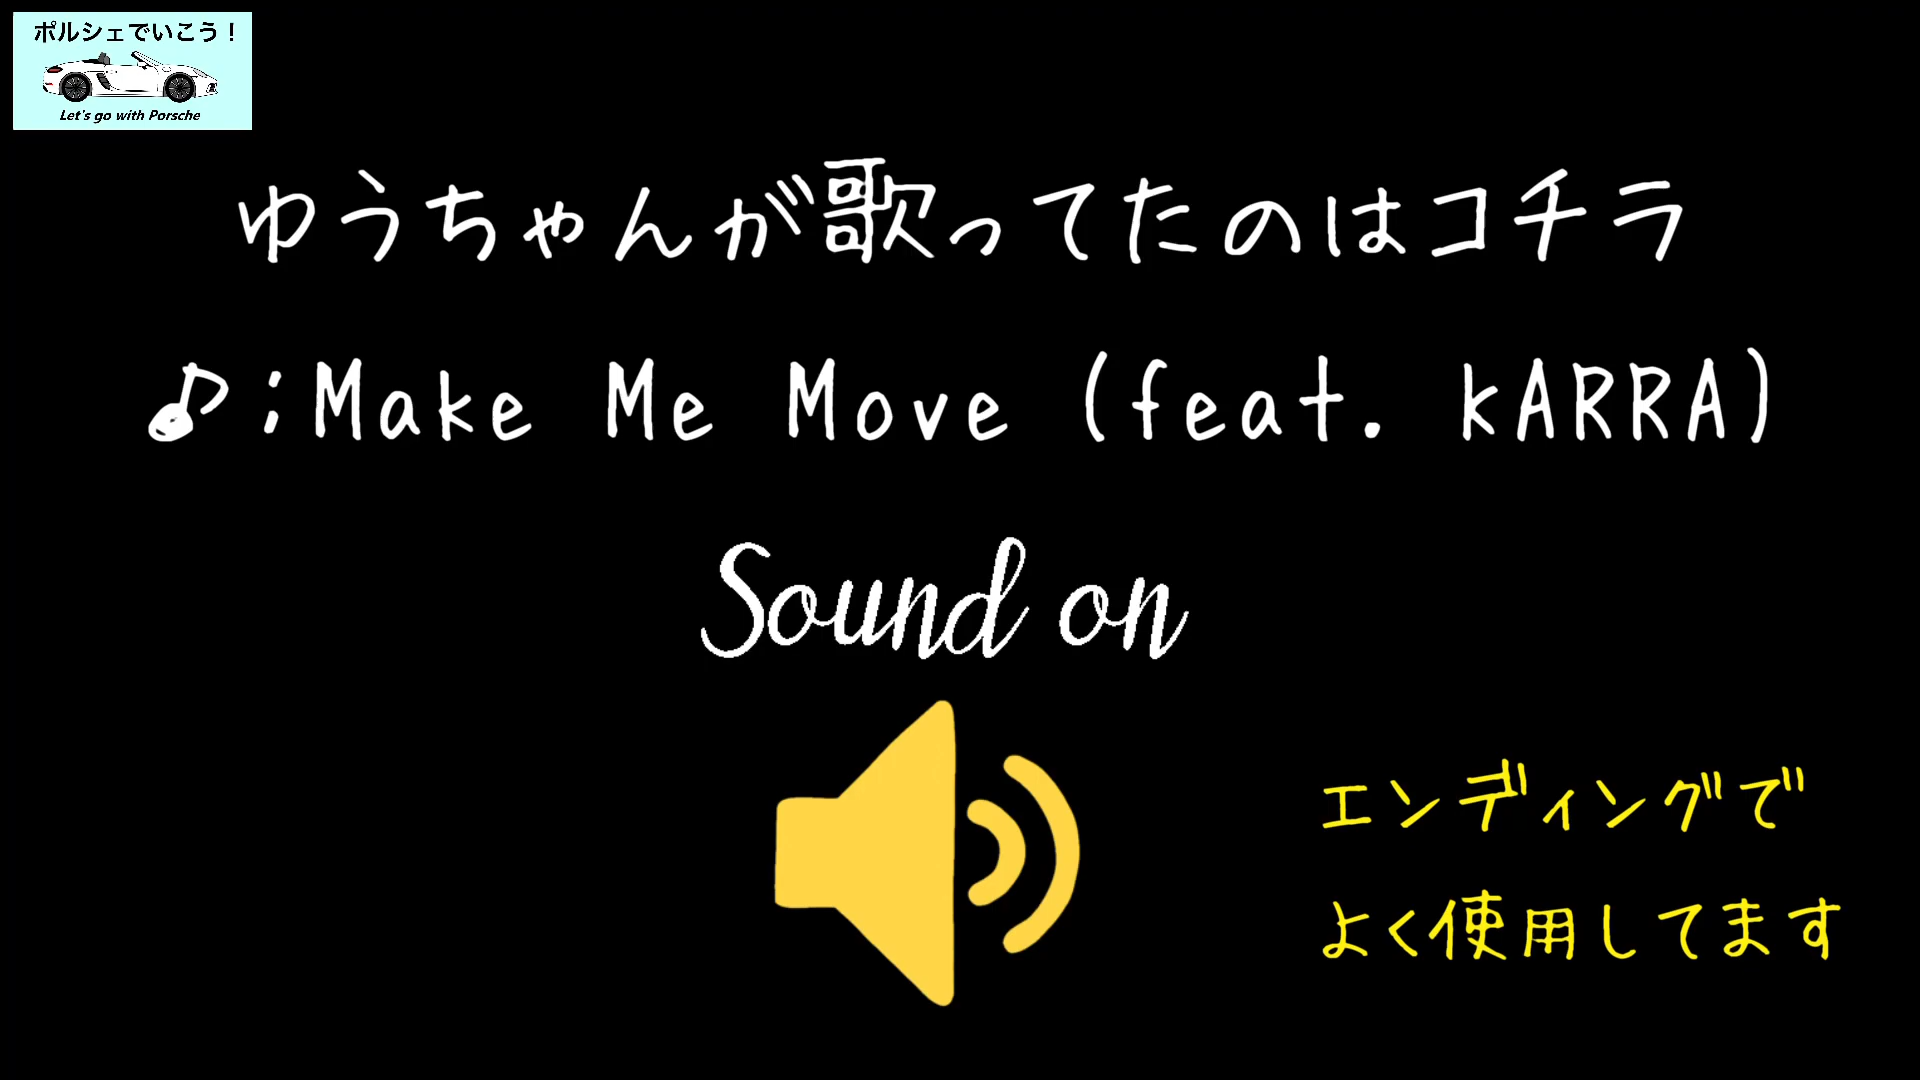 ポルシェでいこう！
Let's go with Porsche
ゆうちゃんが歌ってたのはコチラ
♪;Make Me Move (feat. kARRA)
Sound on
エンディングで
よく使用してます